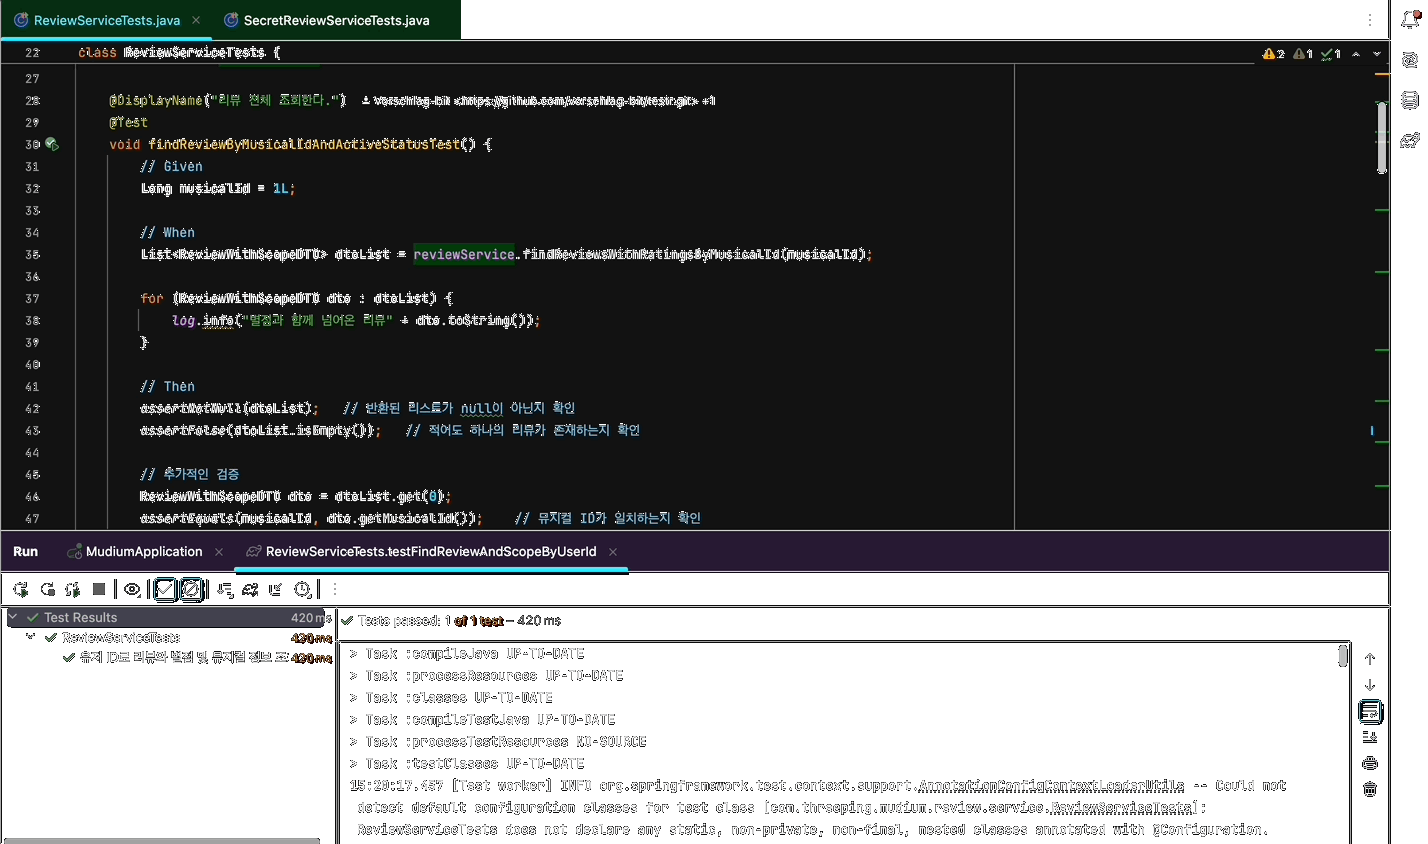 ReviewServiceTests.java
SecretReviewServiceTests.java
22 class ReviewServiceTests {
2 1 1
27
28 @DisplayName("리뷰 전체 조회한다.")
29 @Test
30 void findReviewByMusicalIdAndActiveStatusTest() {
31 // Given
32 Long musicalId = 1L;
33
34 // When
35 List<ReviewWithScopeDTO> dtoList = reviewService.findReviewsWithRatingsByMusicalId(musicalId);
36
37 for (ReviewWithScopeDTO dto : dtoList) {
38 log.info("별점과 함께 넘어온 리뷰" + dto.toString());
39 }
40
41 // Then
42 assertNotNull(dtoList); // 반환된 리스트가 null이 아닌지 확인
43 assertFalse(dtoList.isEmpty()); // 적어도 하나의 리뷰가 존재하는지 확인
44
45 // 추가적인 검증
46 ReviewWithScopeDTO dto = dtoList.get(0);
47 assertEquals(musicalId, dto.getMusicalId()); // 뮤지컬 ID가 일치하는지 확인
Run
MudiumApplication
ReviewServiceTests.testFindReviewAndScopeByUserId
Test Results 420 ms
ReviewServiceTests 420 ms
유저 ID로 리뷰와 별점 및 뮤지컬 정보 조 420 ms
Tests passed: 1 of 1 test – 420 ms
> Task :compileJava UP-TO-DATE
> Task :processResources UP-TO-DATE
> Task :classes UP-TO-DATE
> Task :compileTestJava UP-TO-DATE
> Task :processTestResources NO-SOURCE
> Task :testClasses UP-TO-DATE
15:20:17.457 [Test worker] INFO org.springframework.test.context.support.AnnotationConfigContextLoaderUtils -- Could not
detect default configuration classes for test class [com.threeping.mudium.review.service.ReviewServiceTests]:
ReviewServiceTests does not declare any static, non-private, non-final, nested classes annotated with @Configuration.